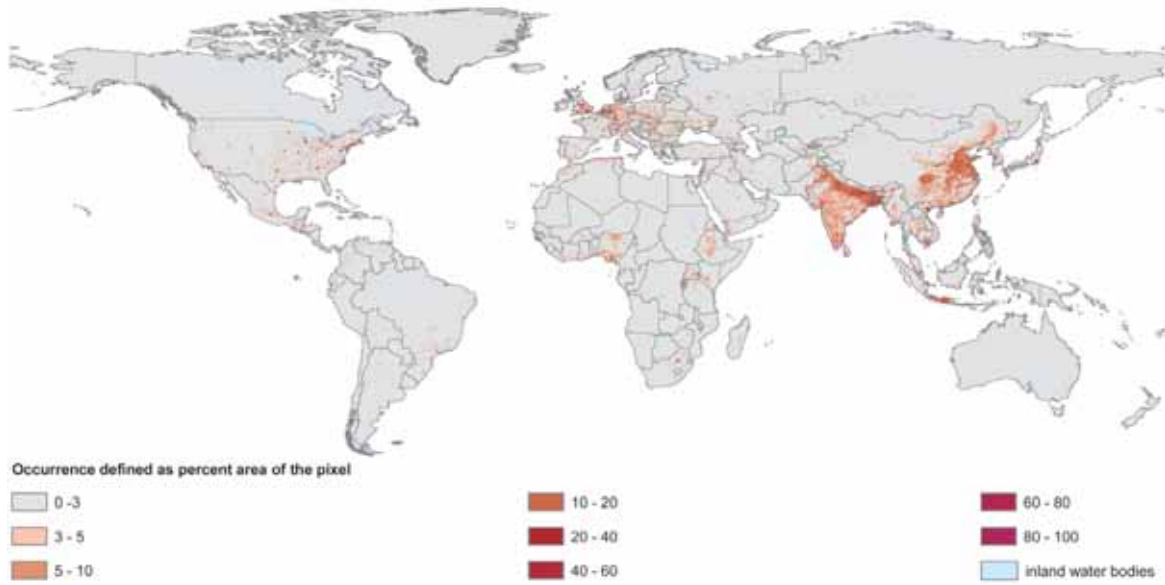 Occurrence defined as percent area of the pixel
0 -3
3 - 5
5 - 10
10 - 20
20 - 40
40 - 60
60 - 80
80 - 100
inland water bodies